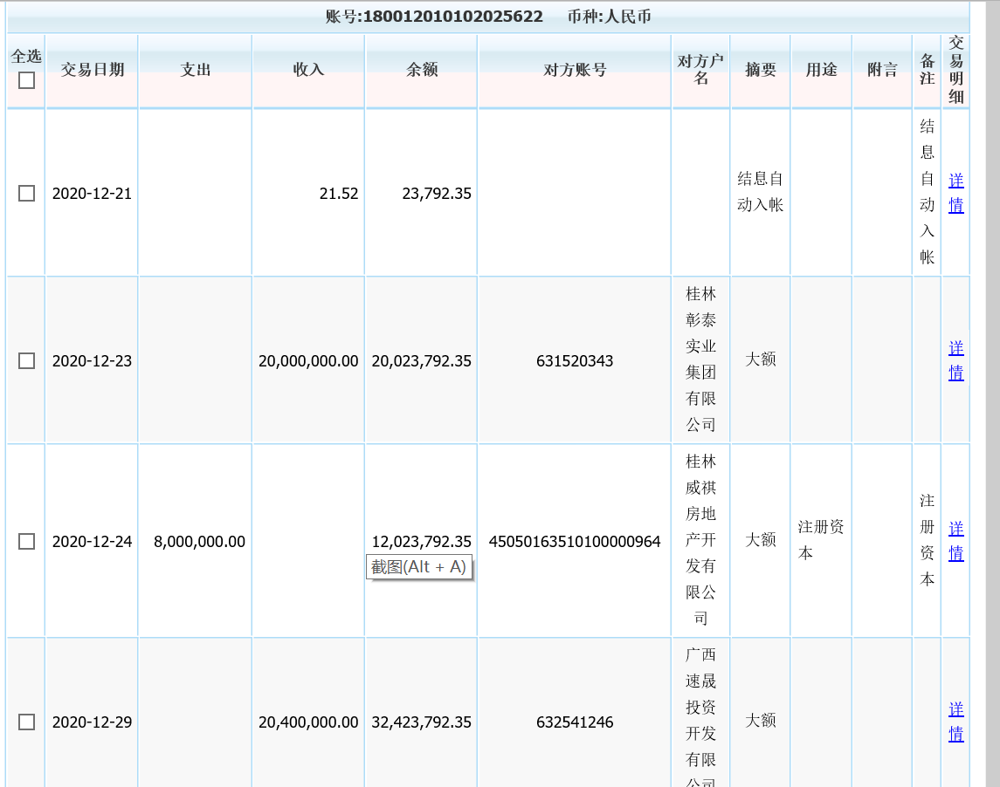 账号:180012010102025622 币种:人民币
全选 交易日期 支出 收入 余额 对方账号 对方户名 摘要 用途 附言 备注 交易明细
2020-12-21 21.52 23,792.35 结息自动入帐 结息自动入帐 详情
2020-12-23 20,000,000.00 20,023,792.35 631520343 桂林彰泰实业集团有限公司 大额 详情
2020-12-24 8,000,000.00 12,023,792.35 45050163510100000964 桂林威祺房地产开发有限公司 大额 注册资本 注册资本 详情
截图(Alt + A)
2020-12-29 20,400,000.00 32,423,792.35 632541246 广西速晟投资开发有限公司 大额 详情